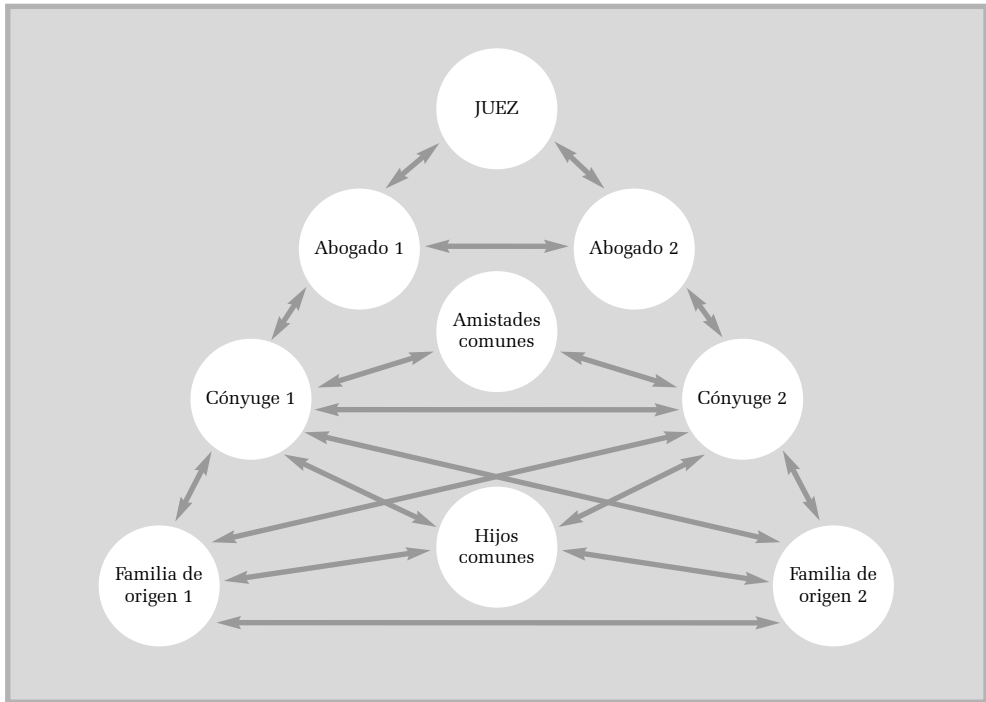 JUEZ
Abogado 1
Abogado 2
Amistades
comunes
Cónyuge 1
Cónyuge 2
Hijos
comunes
Familia de
origen 1
Familia de
origen 2